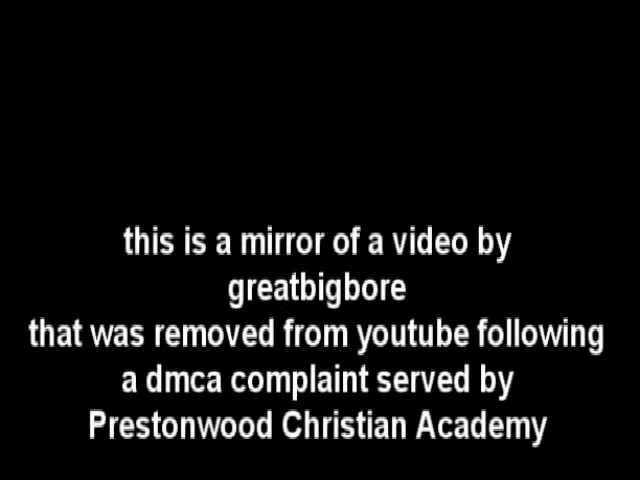 this is a mirror of a video by
greatbigbore
that was removed from youtube following
a dmca complaint served by
Prestonwood Christian Academy